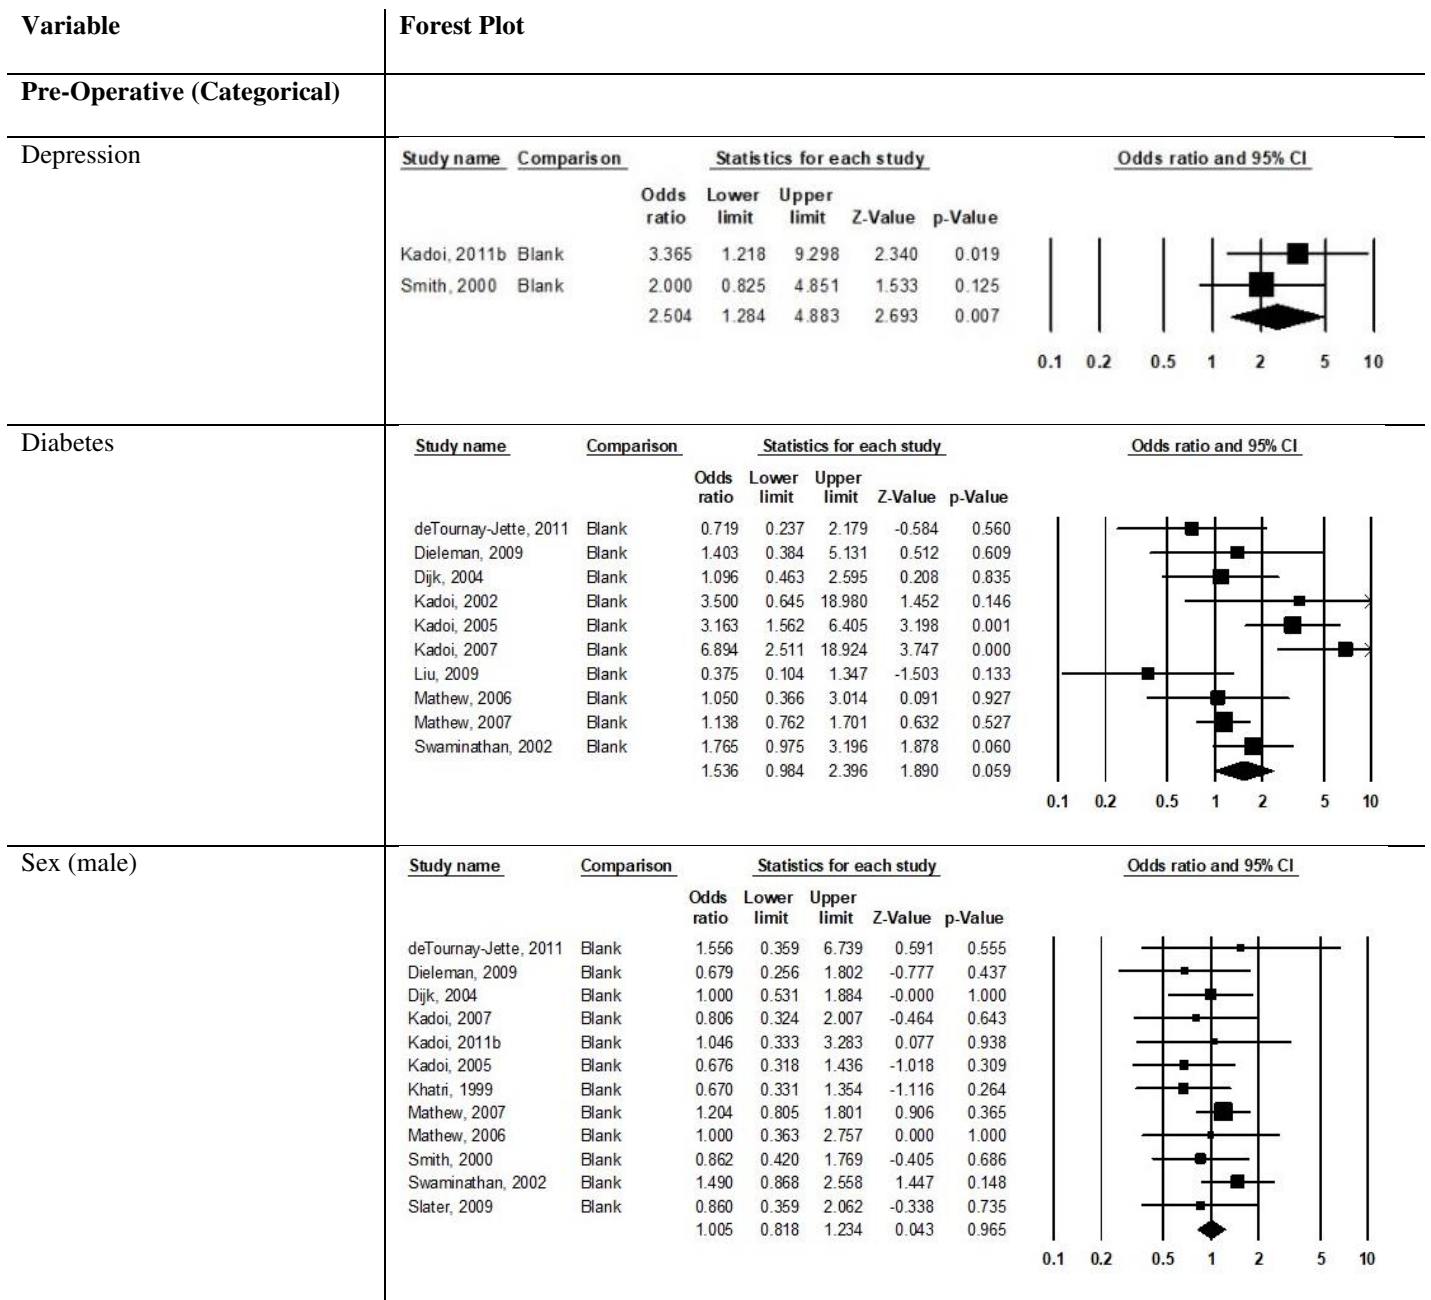 Variable Forest Plot
Pre-Operative (Categorical)
Depression
Study name Comparison Statistics for each study Odds ratio and 95% CI
Odds Lower Upper
ratio limit limit Z-Value p-Value
Kadoi, 2011b Blank 3.365 1.218 9.298 2.340 0.019
Smith, 2000 Blank 2.000 0.825 4.851 1.533 0.125
2.504 1.284 4.883 2.693 0.007
0.1 0.2 0.5 1 2 5 10
Diabetes
Study name Comparison Statistics for each study Odds ratio and 95% CI
Odds Lower Upper
ratio limit limit Z-Value p-Value
deTournay-Jette, 2011 Blank 0.719 0.237 2.179 -0.584 0.560
Dieleman, 2009 Blank 1.403 0.384 5.131 0.512 0.609
Dijk, 2004 Blank 1.096 0.463 2.595 0.208 0.835
Kadoi, 2002 Blank 3.500 0.645 18.980 1.452 0.146
Kadoi, 2005 Blank 3.163 1.562 6.405 3.198 0.001
Kadoi, 2007 Blank 6.894 2.511 18.924 3.747 0.000
Liu, 2009 Blank 0.375 0.104 1.347 -1.503 0.133
Mathew, 2006 Blank 1.050 0.366 3.014 0.091 0.927
Mathew, 2007 Blank 1.138 0.762 1.701 0.632 0.527
Swaminathan, 2002 Blank 1.765 0.975 3.196 1.878 0.060
1.536 0.984 2.396 1.890 0.059
0.1 0.2 0.5 1 2 5 10
Sex (male)
Study name Comparison Statistics for each study Odds ratio and 95% CI
Odds Lower Upper
ratio limit limit Z-Value p-Value
deTournay-Jette, 2011 Blank 1.556 0.359 6.739 0.591 0.555
Dieleman, 2009 Blank 0.679 0.256 1.802 -0.777 0.437
Dijk, 2004 Blank 1.000 0.531 1.884 -0.000 1.000
Kadoi, 2007 Blank 0.806 0.324 2.007 -0.464 0.643
Kadoi, 2011b Blank 1.046 0.333 3.283 0.077 0.938
Kadoi, 2005 Blank 0.676 0.318 1.436 -1.018 0.309
Khatri, 1999 Blank 0.670 0.331 1.354 -1.116 0.264
Mathew, 2007 Blank 1.204 0.805 1.801 0.906 0.365
Mathew, 2006 Blank 1.000 0.363 2.757 0.000 1.000
Smith, 2000 Blank 0.862 0.420 1.769 -0.405 0.686
Swaminathan, 2002 Blank 1.490 0.868 2.558 1.447 0.148
Slater, 2009 Blank 0.860 0.359 2.062 -0.338 0.735
1.005 0.818 1.234 0.043 0.965
0.1 0.2 0.5 1 2 5 10